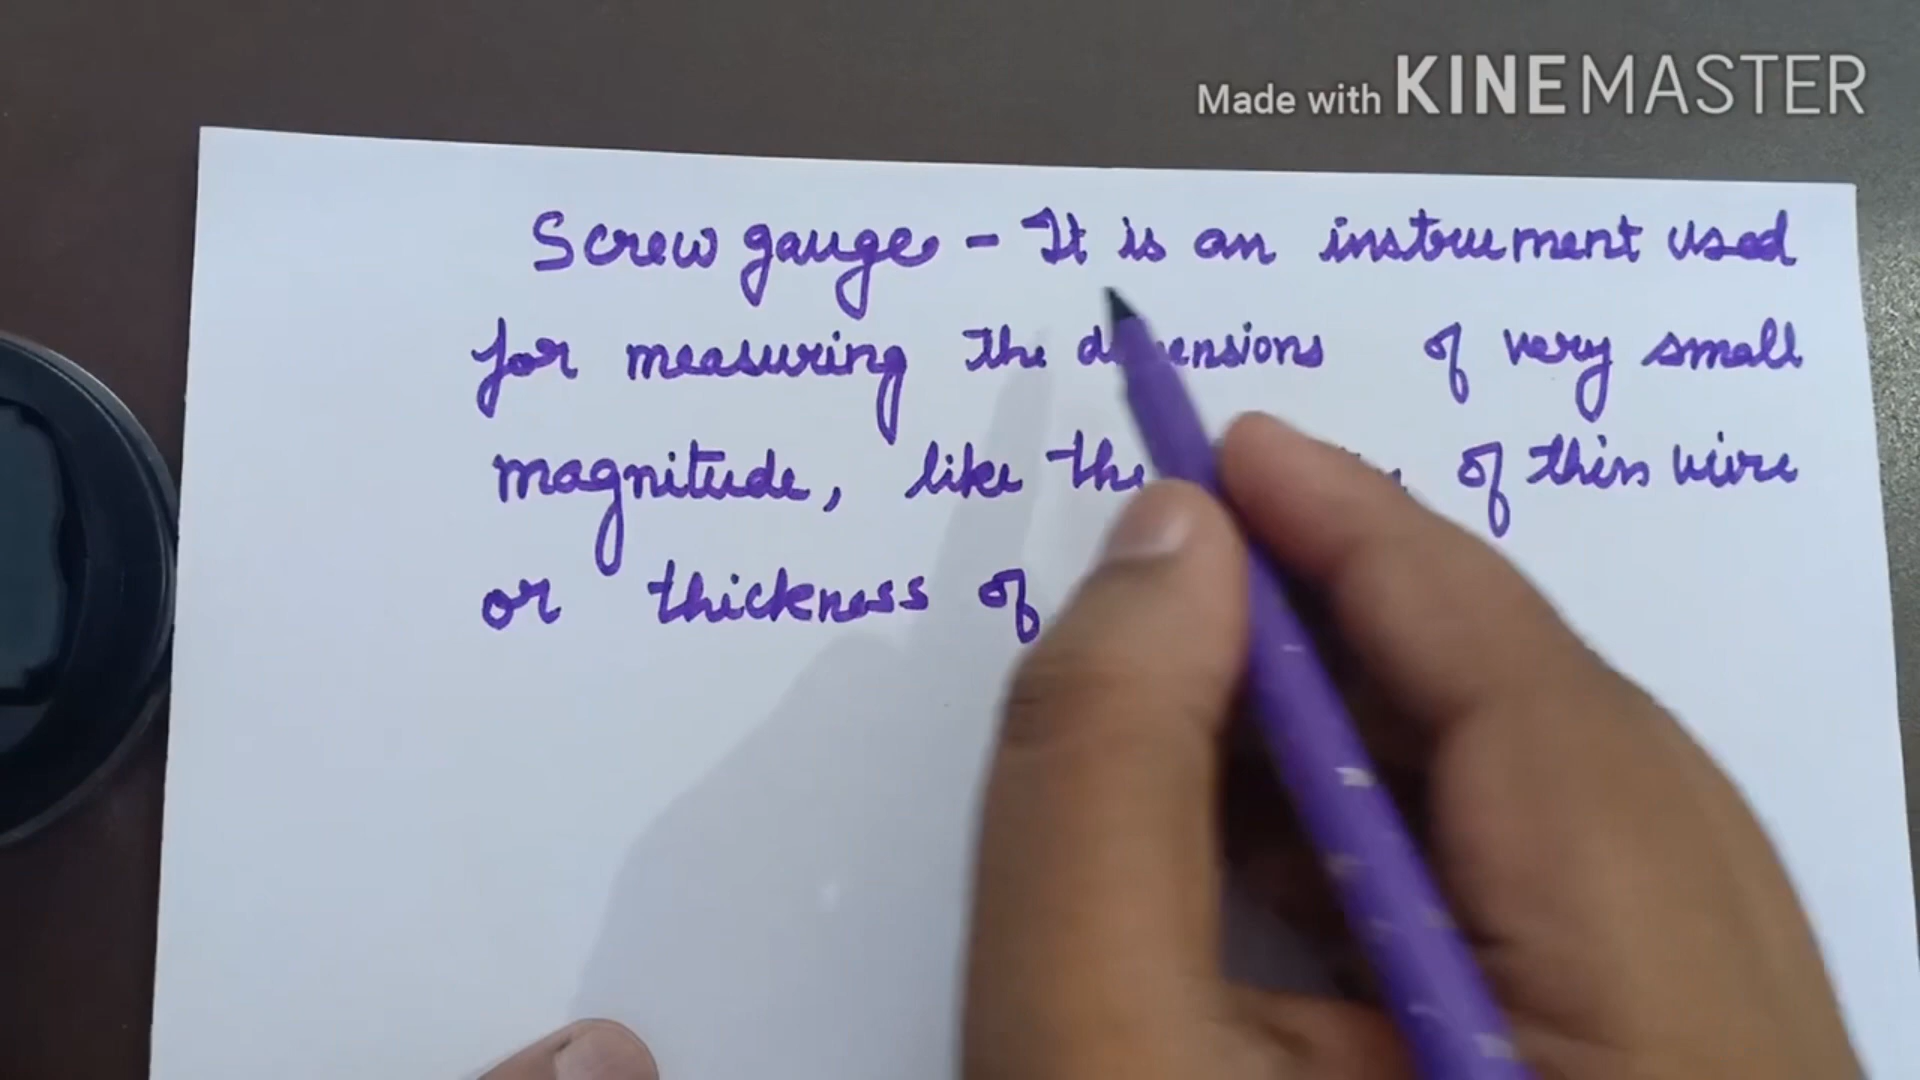 Made with KINEMASTER
Screw gauge - It is an instrument used
for measuring the dimensions of very small
magnitude, like the of thin wire
or thickness of